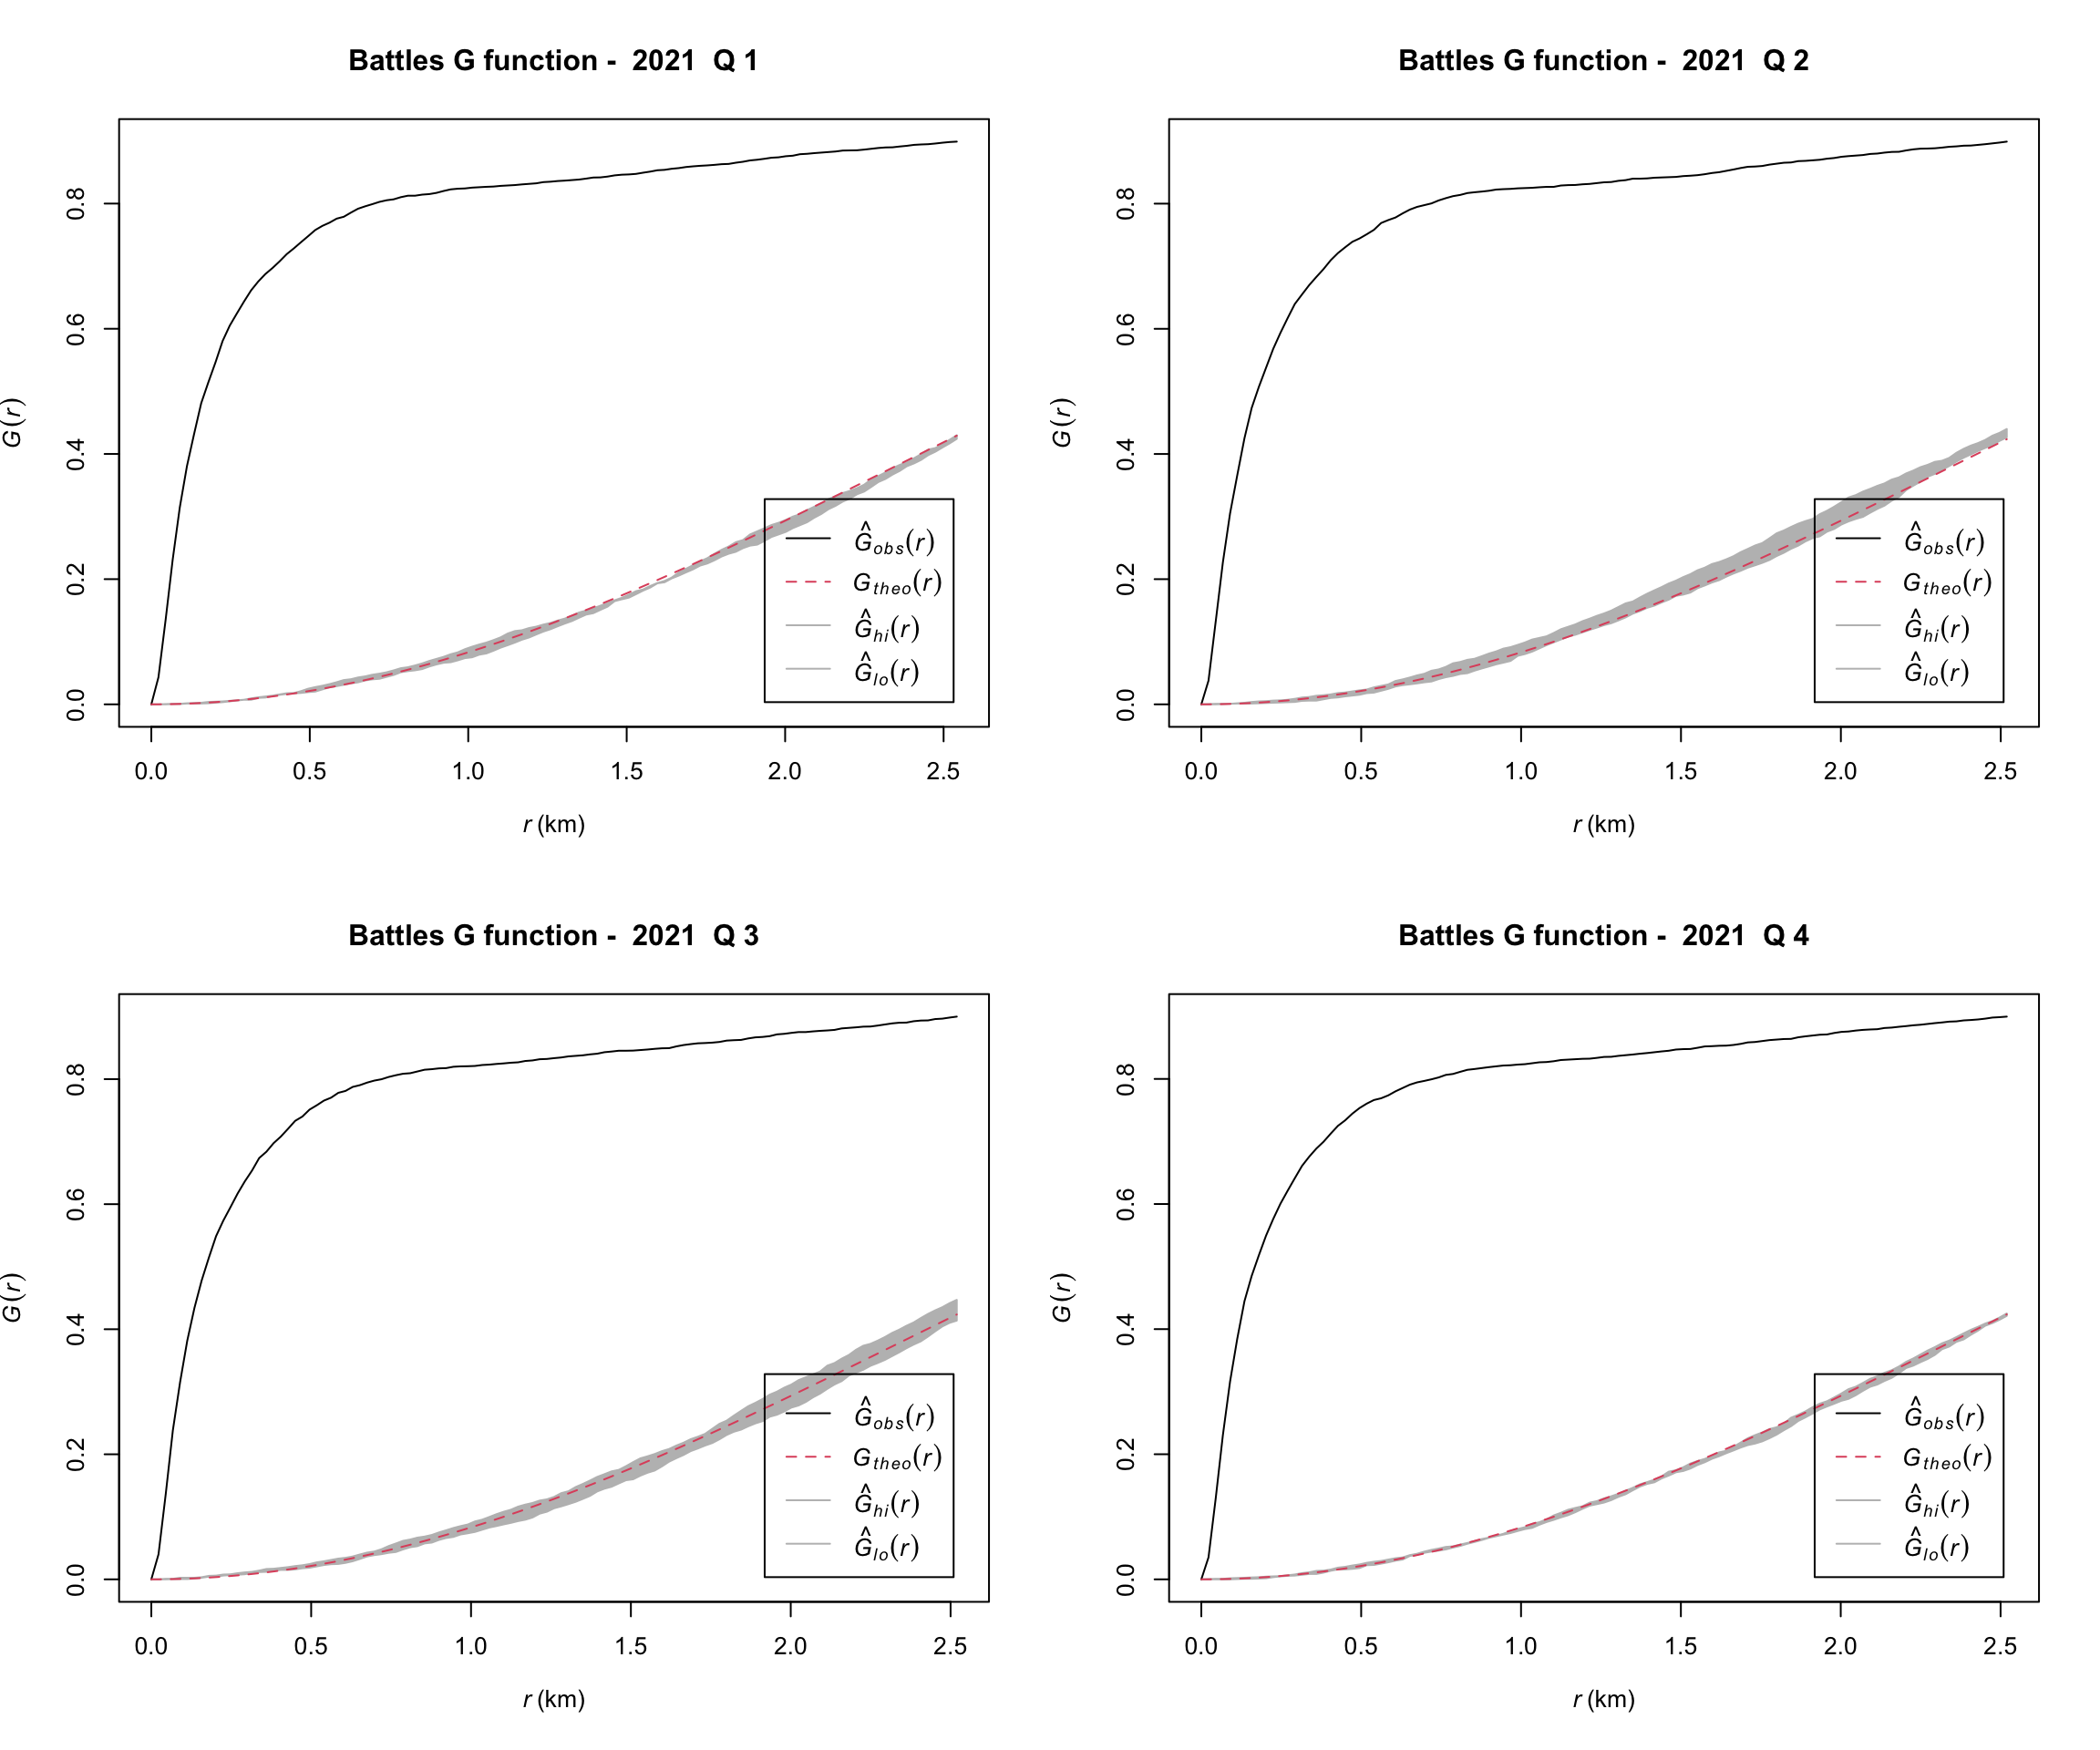 Battles G function - 2021 Q 1
G(r)
0.0 0.2 0.4 0.6 0.8
Ĝobs(r)
Gtheo(r)
Ĝhi(r)
Ĝlo(r)
0.0 0.5 1.0 1.5 2.0 2.5
r (km)
Battles G function - 2021 Q 2
G(r)
0.0 0.2 0.4 0.6 0.8
Ĝobs(r)
Gtheo(r)
Ĝhi(r)
Ĝlo(r)
0.0 0.5 1.0 1.5 2.0 2.5
r (km)
Battles G function - 2021 Q 3
G(r)
0.0 0.2 0.4 0.6 0.8
Ĝobs(r)
Gtheo(r)
Ĝhi(r)
Ĝlo(r)
0.0 0.5 1.0 1.5 2.0 2.5
r (km)
Battles G function - 2021 Q 4
G(r)
0.0 0.2 0.4 0.6 0.8
Ĝobs(r)
Gtheo(r)
Ĝhi(r)
Ĝlo(r)
0.0 0.5 1.0 1.5 2.0 2.5
r (km)